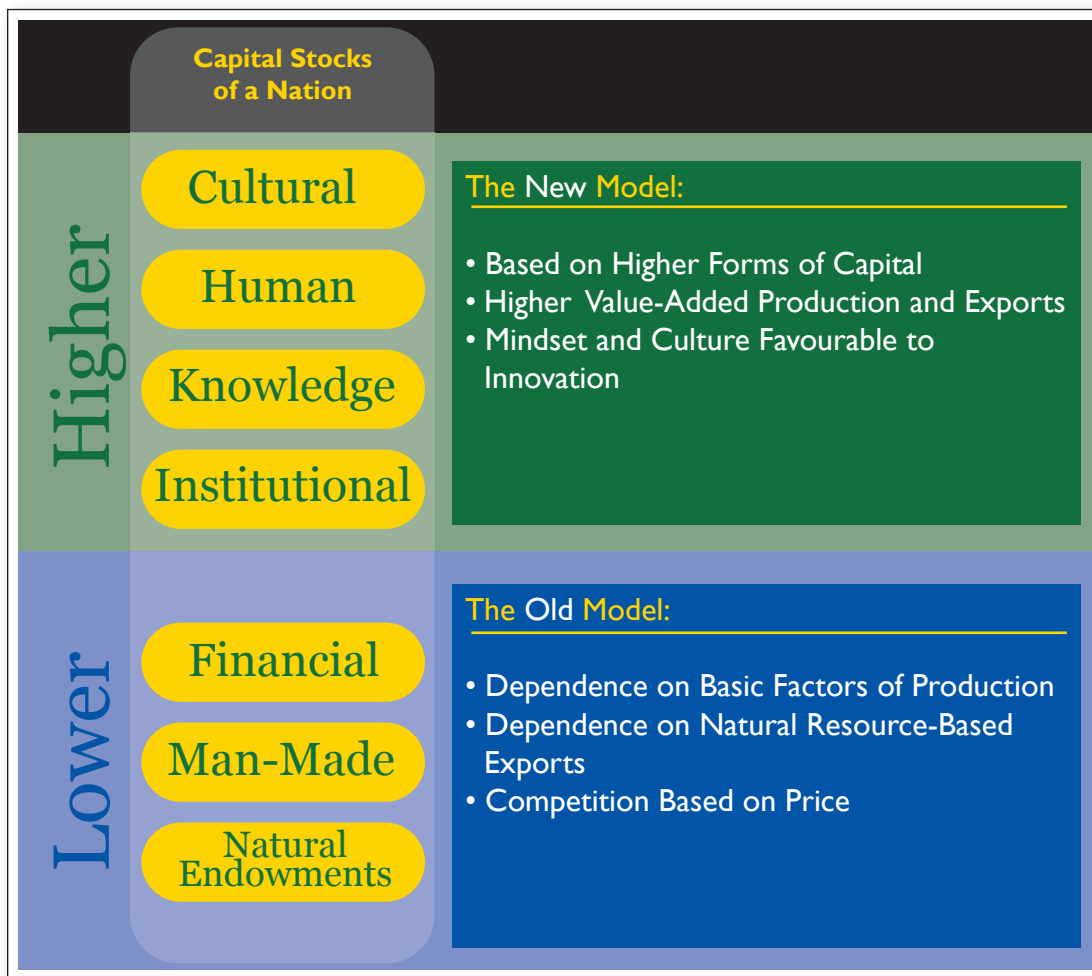 Capital Stocks
of a Nation
Higher
Cultural
Human
Knowledge
Institutional
The New Model:
• Based on Higher Forms of Capital
• Higher Value-Added Production and Exports
• Mindset and Culture Favourable to
Innovation
Lower
Financial
Man-Made
Natural
Endowments
The Old Model:
• Dependence on Basic Factors of Production
• Dependence on Natural Resource-Based
Exports
• Competition Based on Price